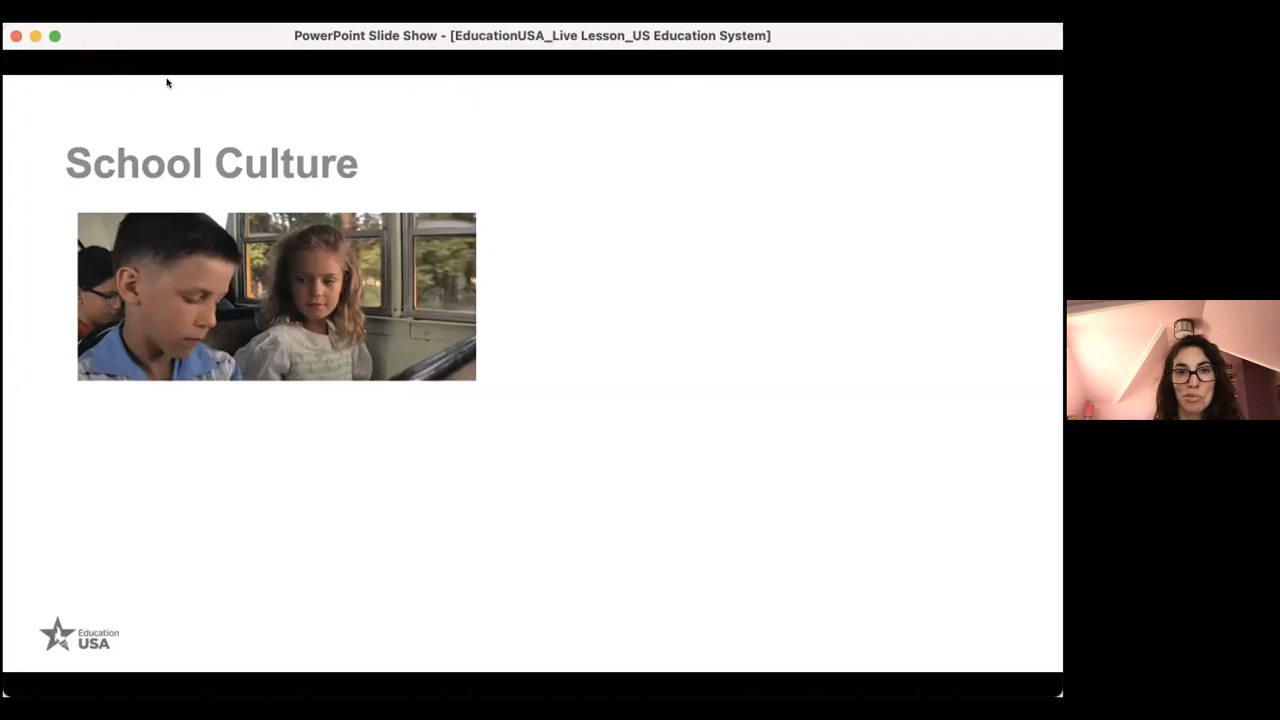 PowerPoint Slide Show - [EducationUSA_Live Lesson_US Education System]
School Culture
Education
USA